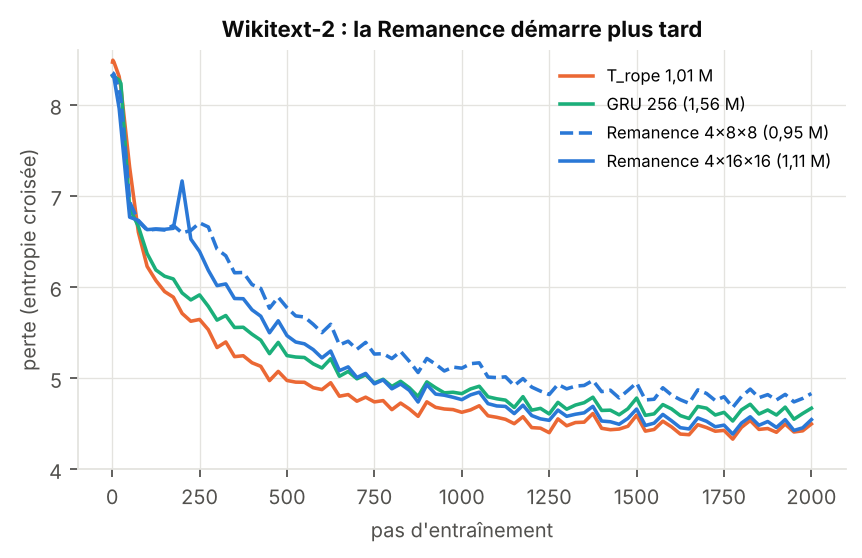 Wikitext-2 : la Remanence démarre plus tard
T_rope 1,01 M
GRU 256 (1,56 M)
Remanence 4×8×8 (0,95 M)
Remanence 4×16×16 (1,11 M)
perte (entropie croisée)
8
7
6
5
4
0 250 500 750 1000 1250 1500 1750 2000
pas d'entraînement